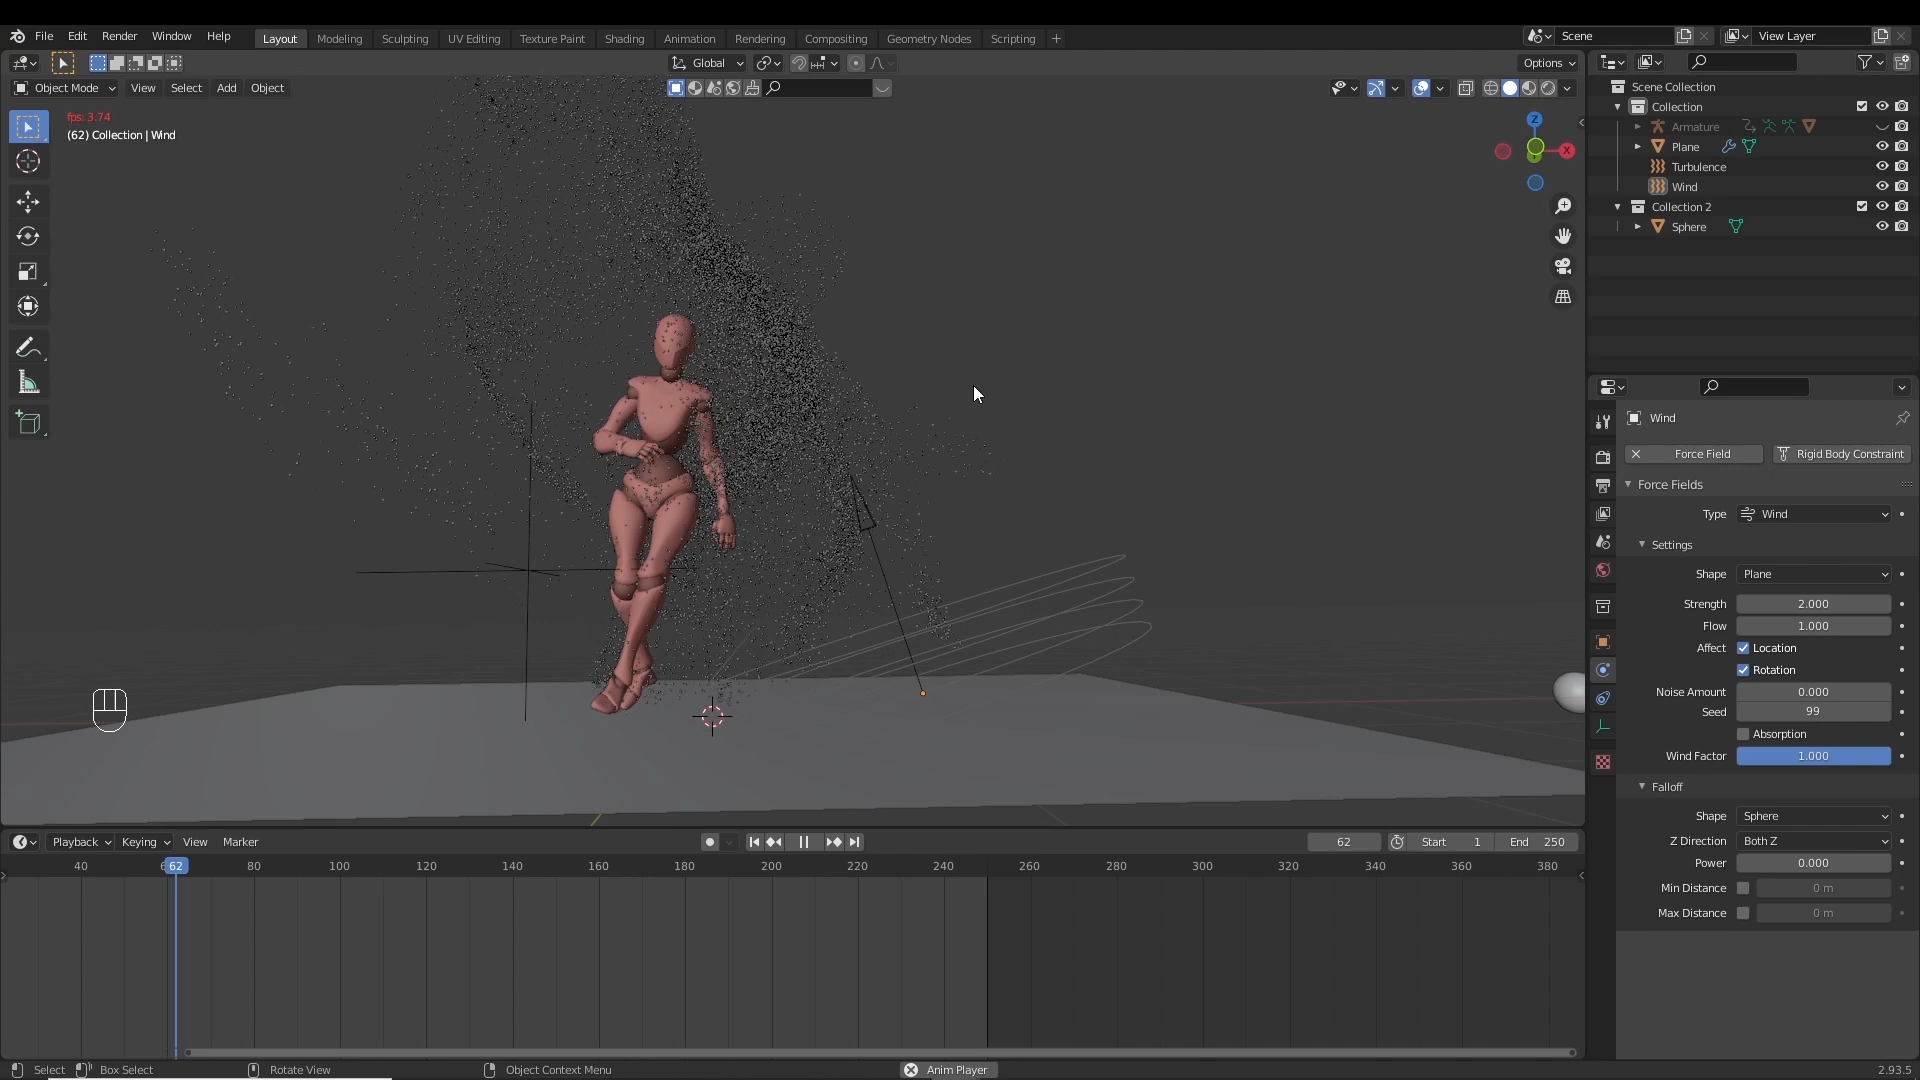 File Edit Render Window Help
Layout Modeling Sculpting UV Editing Texture Paint Shading Animation Rendering Compositing Geometry Nodes Scripting +
Scene
View Layer
Global
Options
Object Mode View Select Add Object
fps: 3.74
(62) Collection | Wind
Z
X
Scene Collection
Collection
Armature
Plane
Turbulence
Wind
Collection 2
Sphere
Wind
Force Field
Rigid Body Constraint
Force Fields
Type Wind
Settings
Shape Plane
Strength 2.000
Flow 1.000
Affect Location
Rotation
Noise Amount 0.000
Seed 99
Absorption
Wind Factor 1.000
Falloff
Shape Sphere
Z Direction Both Z
Power 0.000
Min Distance 0 m
Max Distance 0 m
Playback Keying View Marker
62
Start 1
End 250
40 62 80 100 120 140 160 180 200 220 240 260 280 300 320 340 360 380
Select Box Select Rotate View Object Context Menu Anim Player 2.93.5